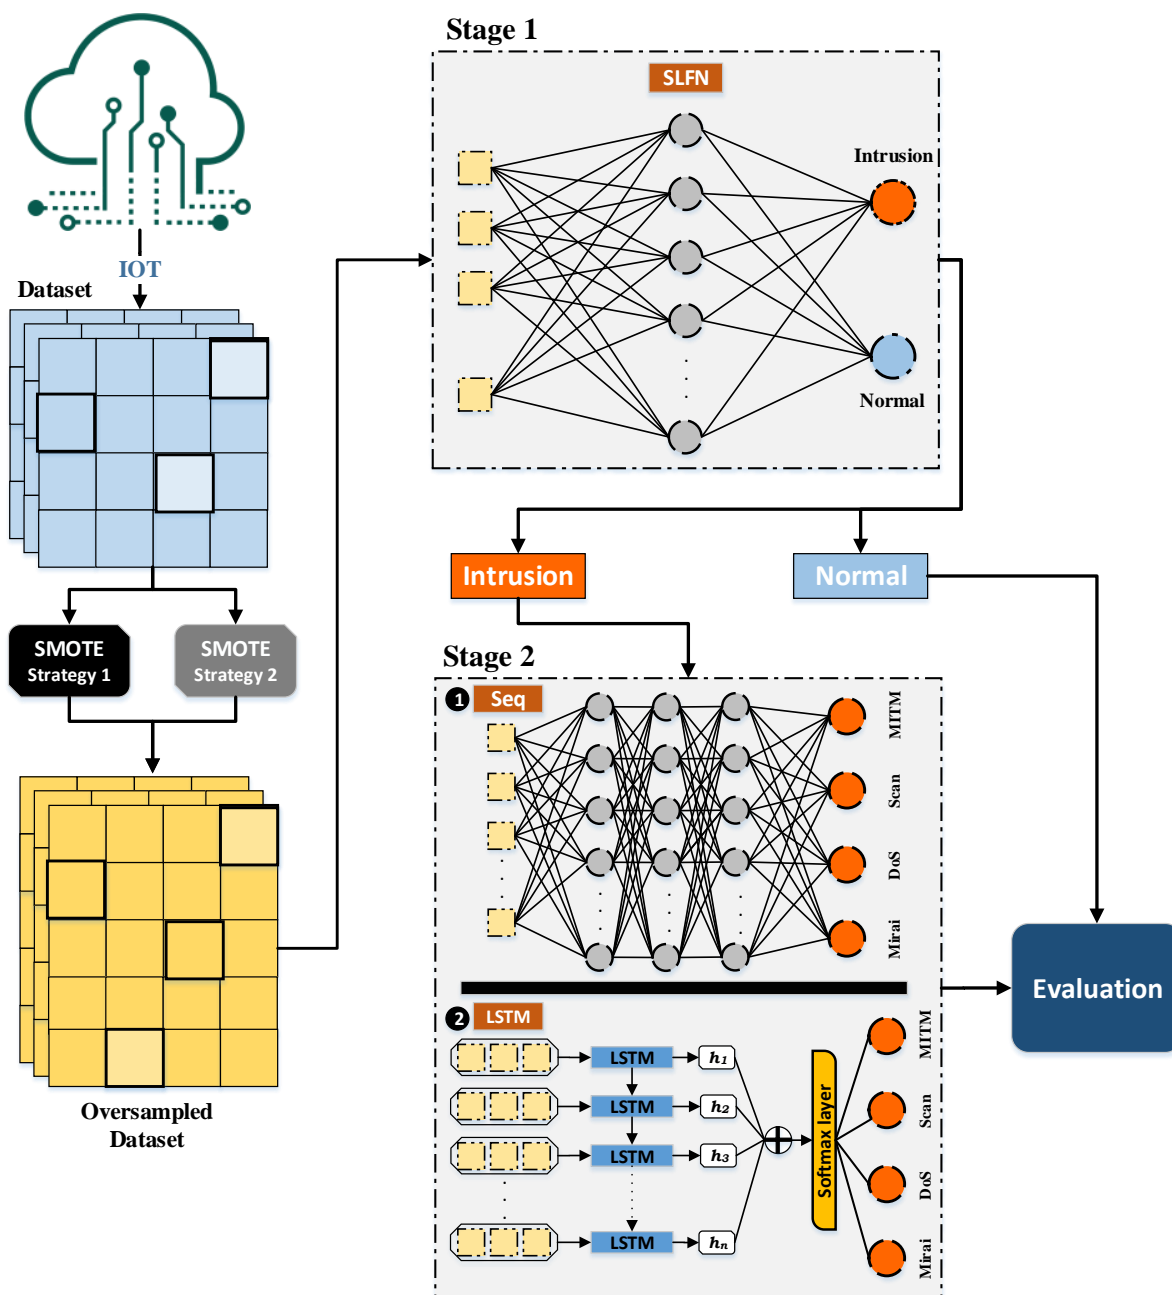 Stage 1
SLFN
Intrusion
Normal
IOT
Dataset
SMOTE
Strategy 1
SMOTE
Strategy 2
Oversampled
Dataset
Intrusion
Normal
Stage 2
1 Seq
MITM
Scan
DoS
Mirai
2 LSTM
LSTM
h1
LSTM
h2
LSTM
h3
LSTM
hn
Softmax layer
MITM
Scan
DoS
Mirai
Evaluation